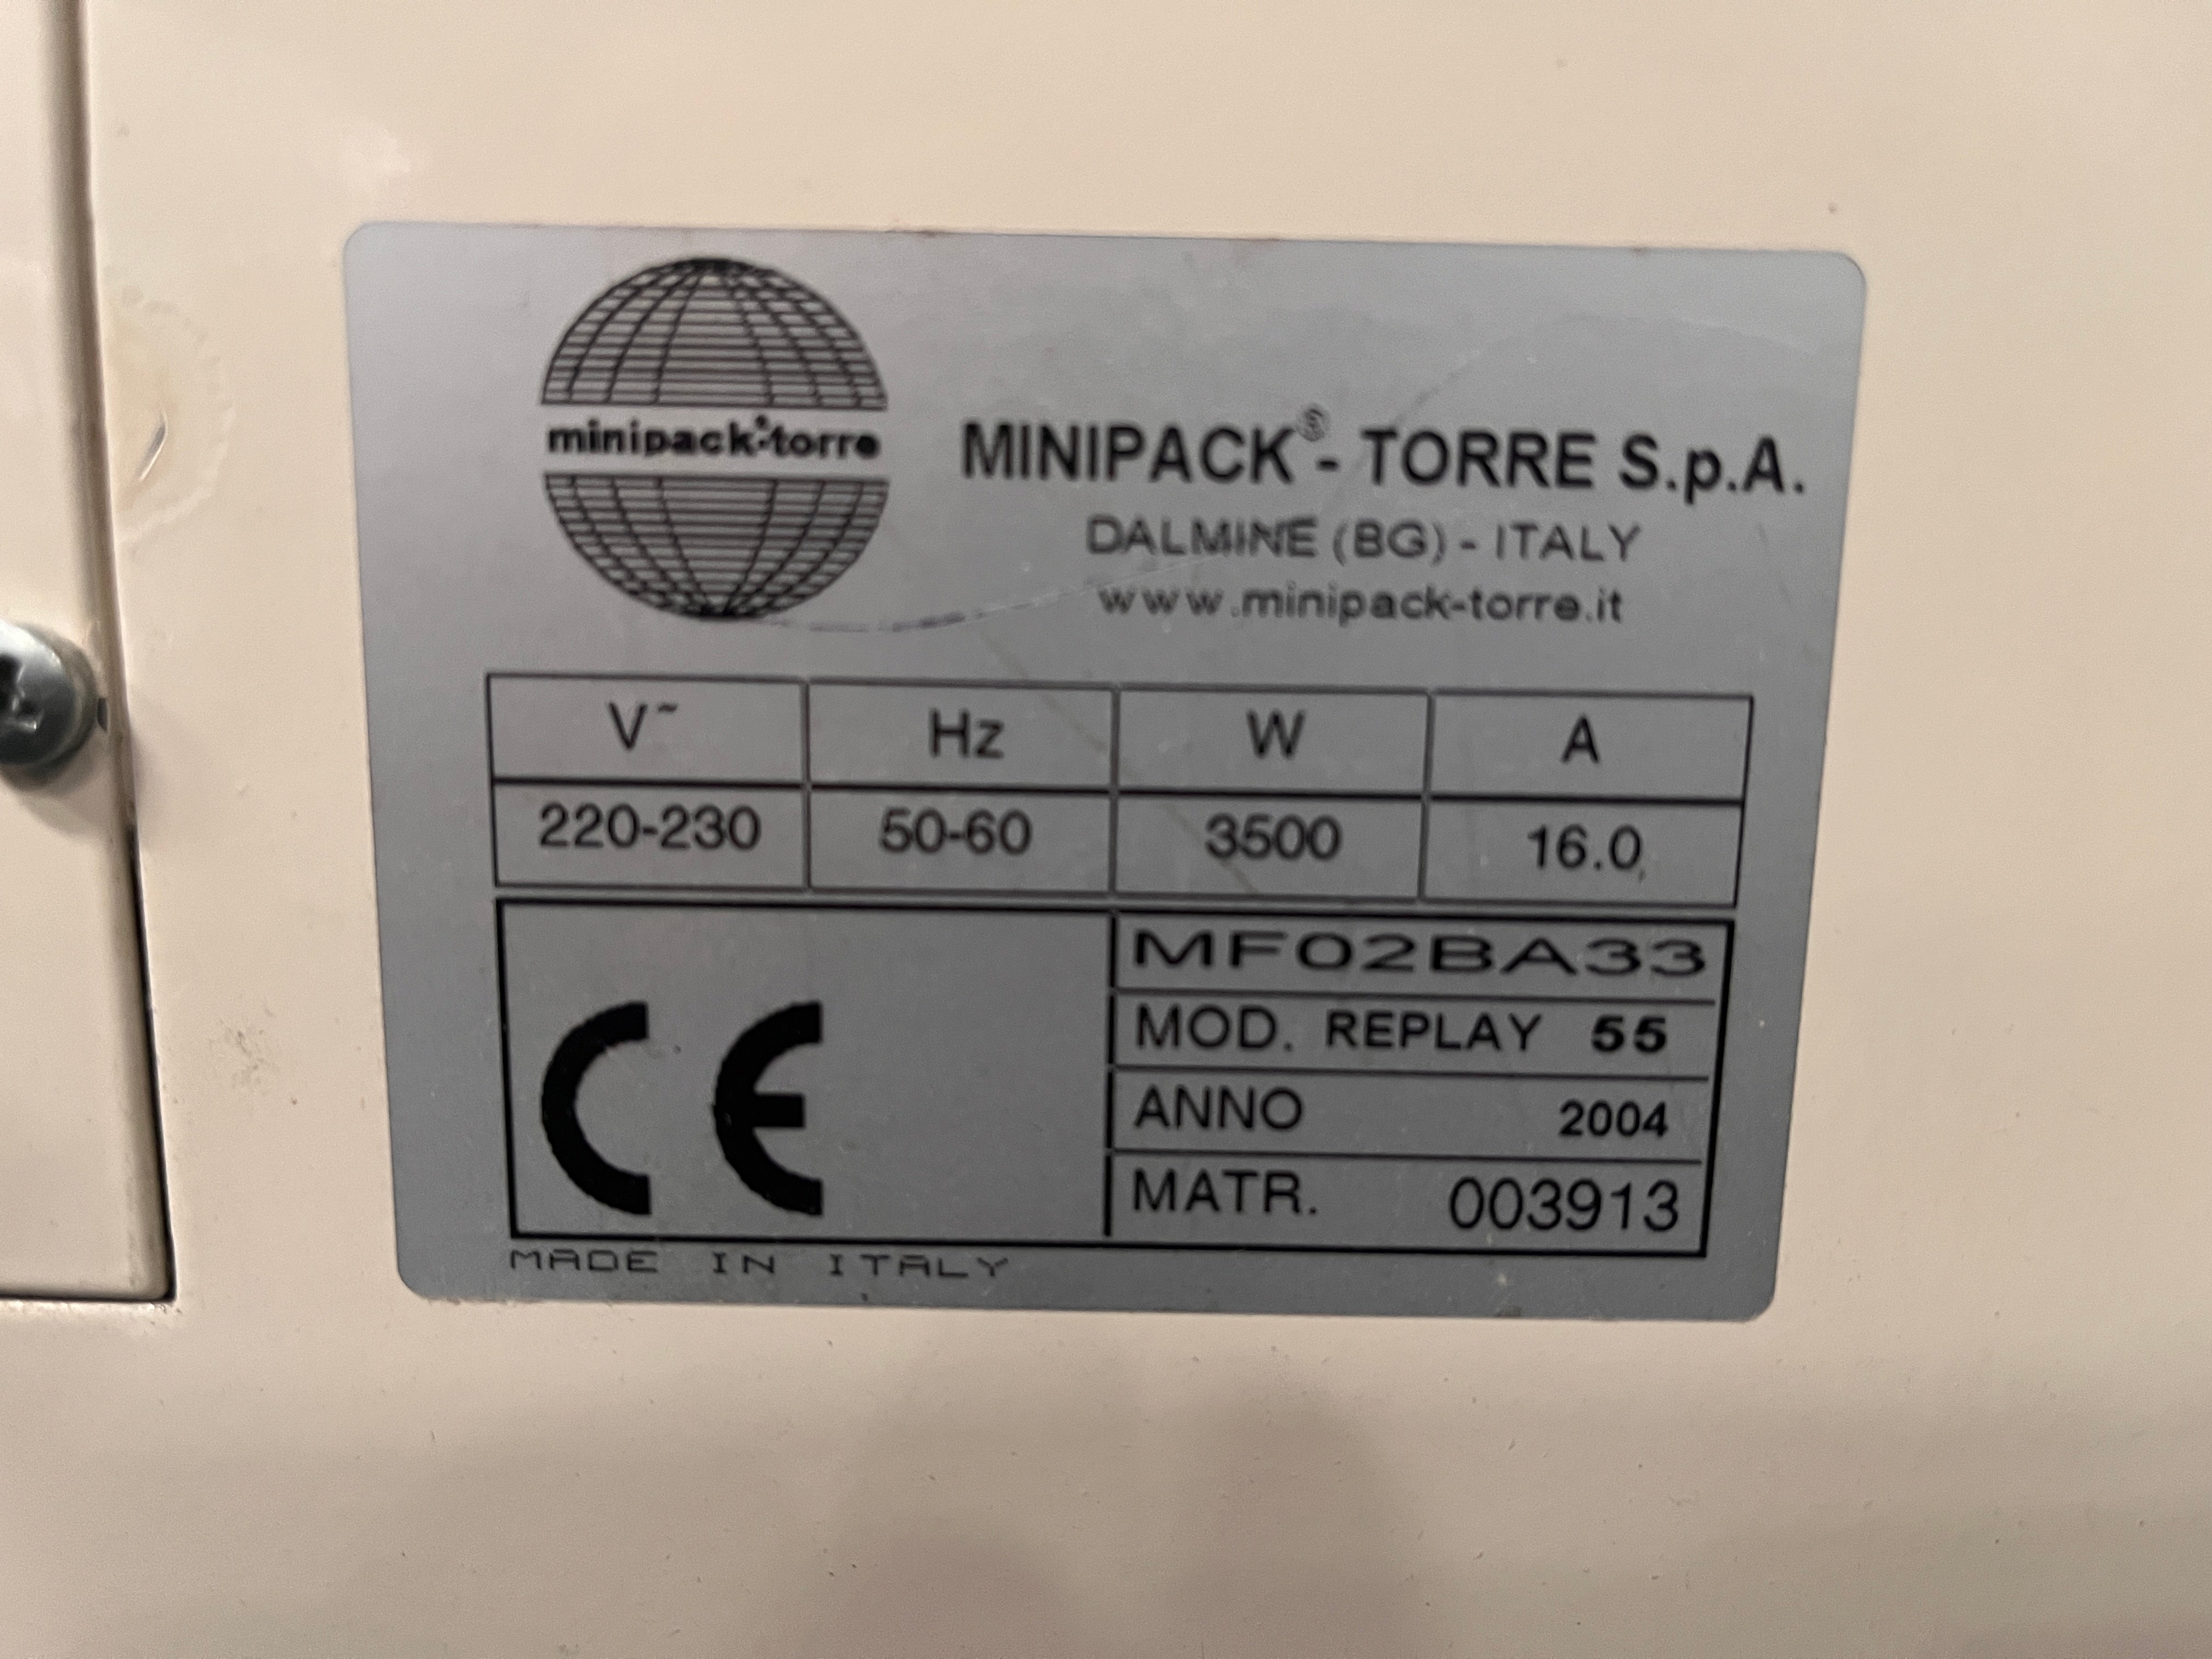 minipack®-torre
MINIPACK® - TORRE S.p.A.
DALMINE (BG) - ITALY
www.minipack-torre.it
V~ Hz W A
220-230 50-60 3500 16.0
CE
MF02BA33
MOD. REPLAY 55
ANNO 2004
MATR. 003913
MADE IN ITALY